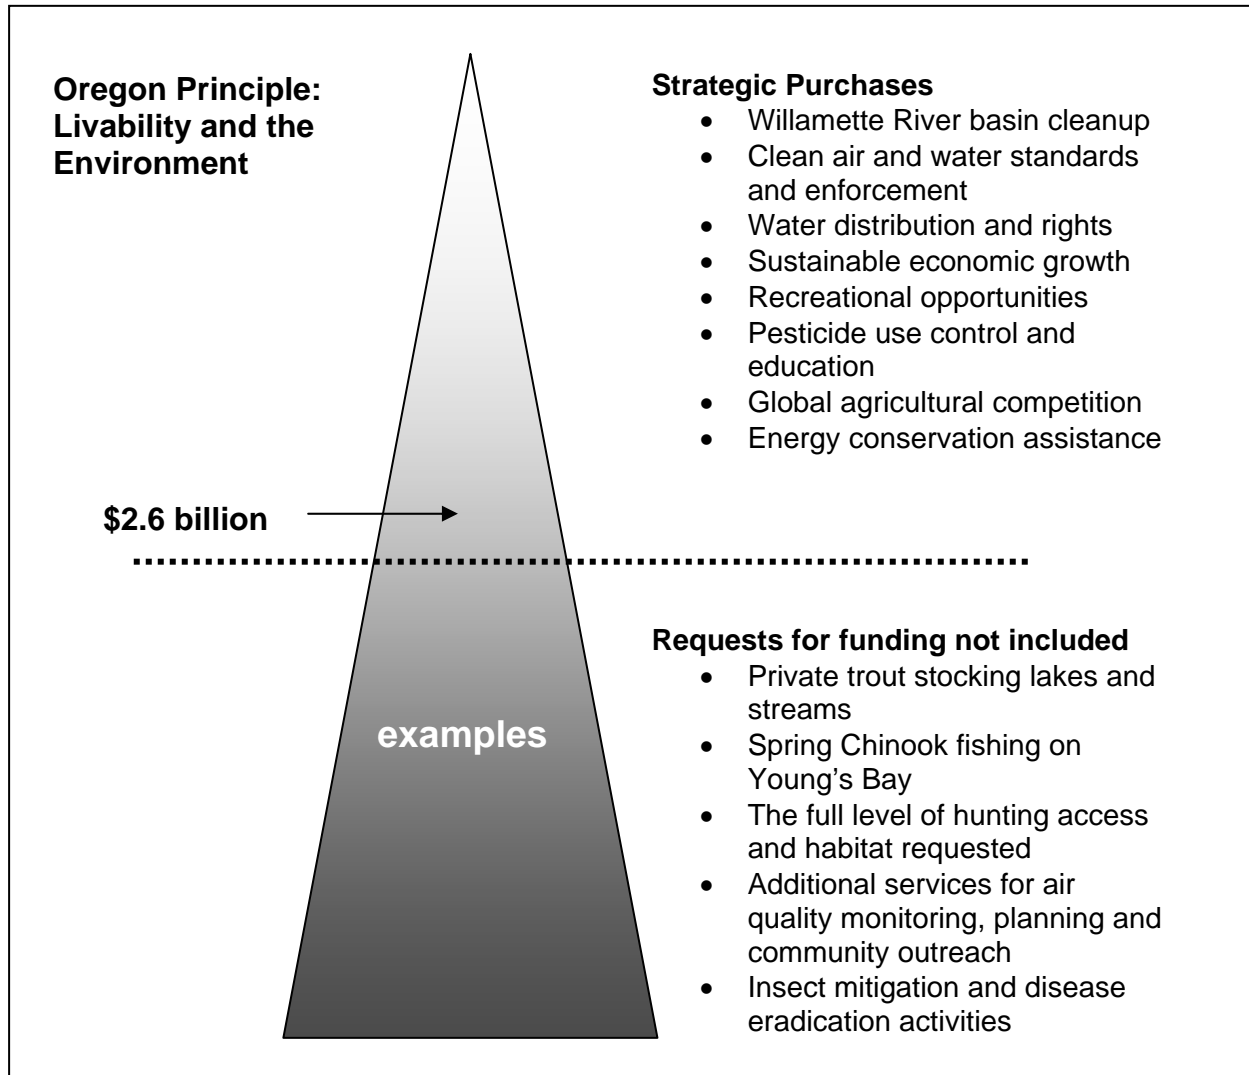 Oregon Principle:
Livability and the
Environment
Strategic Purchases
• Willamette River basin cleanup
• Clean air and water standards
and enforcement
• Water distribution and rights
• Sustainable economic growth
• Recreational opportunities
• Pesticide use control and
education
• Global agricultural competition
• Energy conservation assistance
$2.6 billion
Requests for funding not included
• Private trout stocking lakes and
streams
• Spring Chinook fishing on
Young's Bay
• The full level of hunting access
and habitat requested
• Additional services for air
quality monitoring, planning and
community outreach
• Insect mitigation and disease
eradication activities
examples